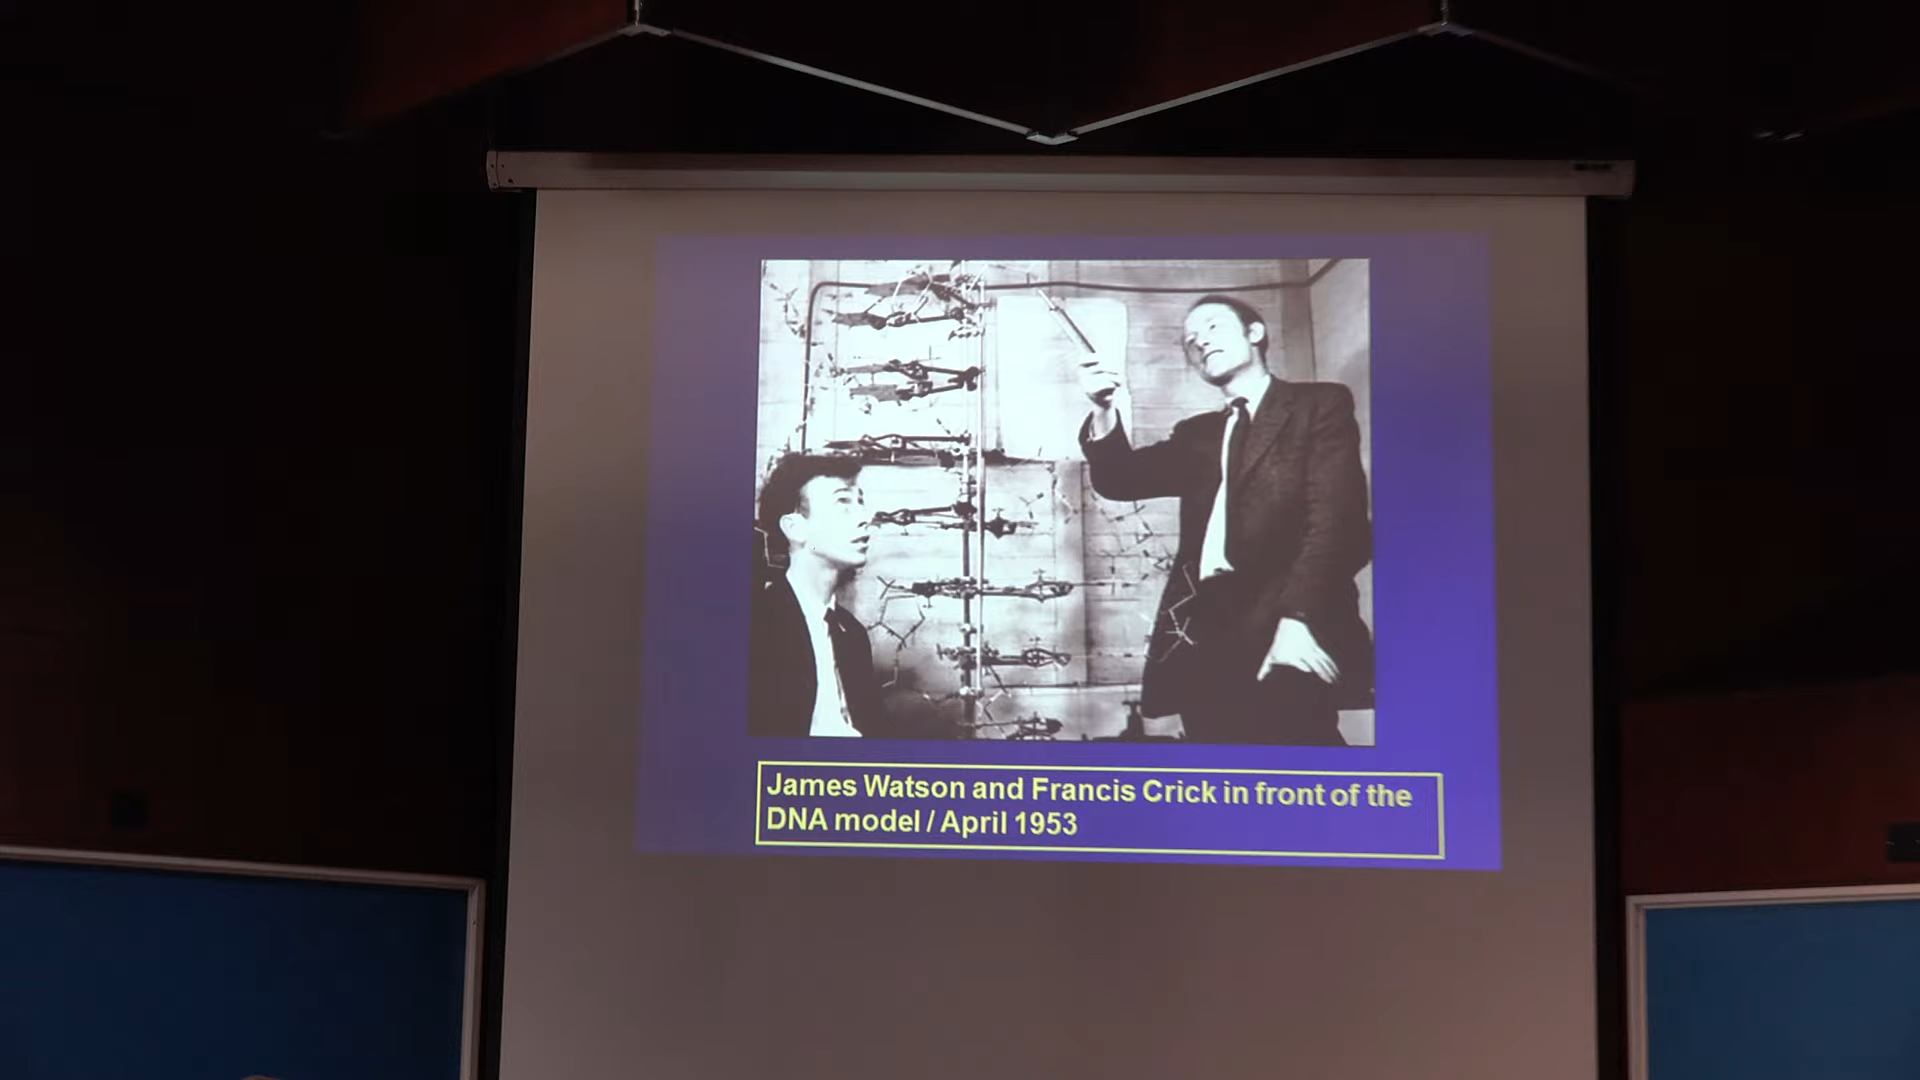 James Watson and Francis Crick in front of the
DNA model / April 1953